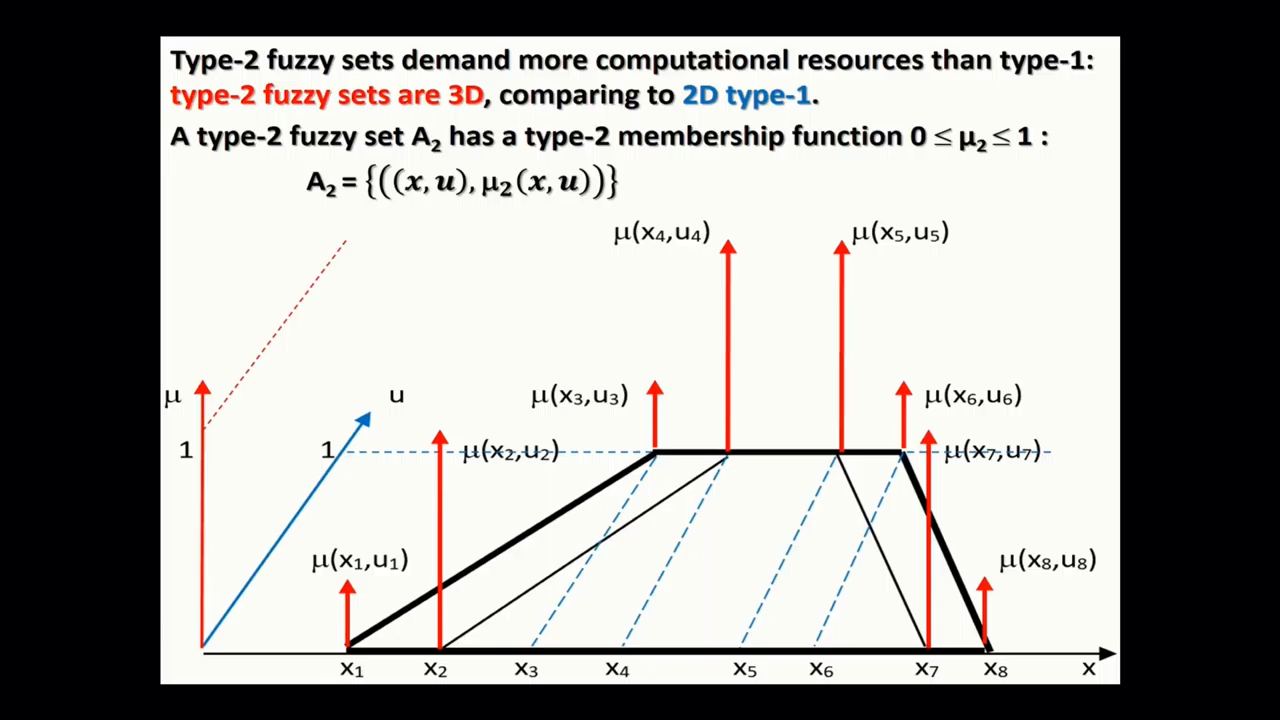 Type-2 fuzzy sets demand more computational resources than type-1:
type-2 fuzzy sets are 3D, comparing to 2D type-1.
A type-2 fuzzy set A₂ has a type-2 membership function 0 ≤ μ₂ ≤ 1 :
A₂ = {((x, u), μ₂(x, u))}
μ(x₄,u₄) μ(x₅,u₅)
μ u μ(x₃,u₃) μ(x₆,u₆)
1 1 μ(x₂,u₂) μ(x₇,u₇)
μ(x₁,u₁) μ(x₈,u₈)
x₁ x₂ x₃ x₄ x₅ x₆ x₇ x₈ x